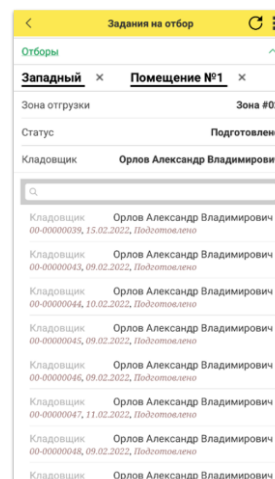 Задания на отбор
Отборы
Западный × Помещение №1 ×
Зона отгрузки Зона #0
Статус Подготовлен
Кладовщик Орлов Александр Владимирови
Кладовщик Орлов Александр Владимирович
00-00000039, 15.02.2022, Подготовлено
Кладовщик Орлов Александр Владимирович
00-00000043, 09.02.2022, Подготовлено
Кладовщик Орлов Александр Владимирович
00-00000044, 10.02.2022, Подготовлено
Кладовщик Орлов Александр Владимирович
00-00000045, 09.02.2022, Подготовлено
Кладовщик Орлов Александр Владимирович
00-00000046, 09.02.2022, Подготовлено
Кладовщик Орлов Александр Владимирович
00-00000047, 11.02.2022, Подготовлено
Кладовщик Орлов Александр Владимирович
00-00000048, 09.02.2022, Подготовлено
Кладовщик Орлов Александр Владимирович